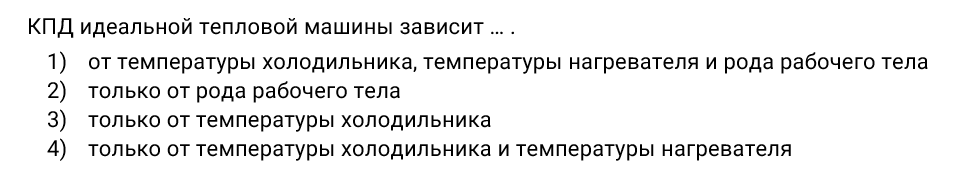 КПД идеальной тепловой машины зависит ... .
1) от температуры холодильника, температуры нагревателя и рода рабочего тела
2) только от рода рабочего тела
3) только от температуры холодильника
4) только от температуры холодильника и температуры нагревателя